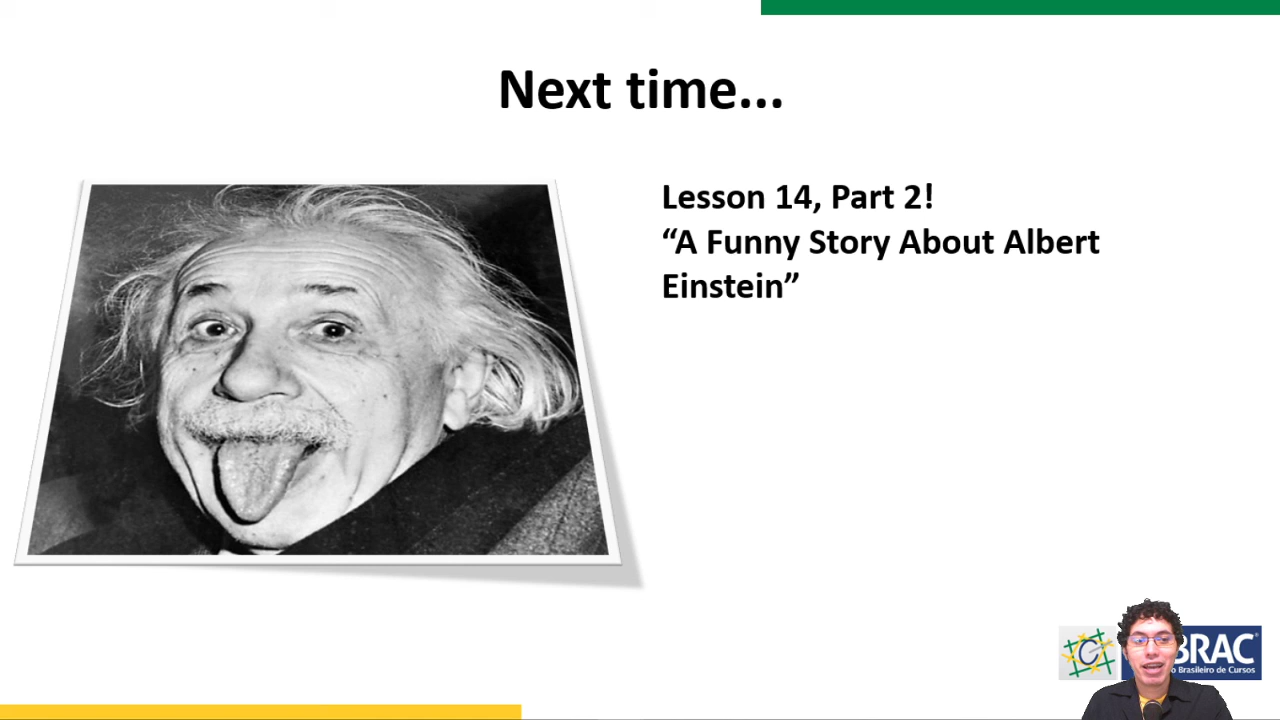 Next time...
Lesson 14, Part 2!
“A Funny Story About Albert
Einstein”
BRAC
Brasileiro de Cursos